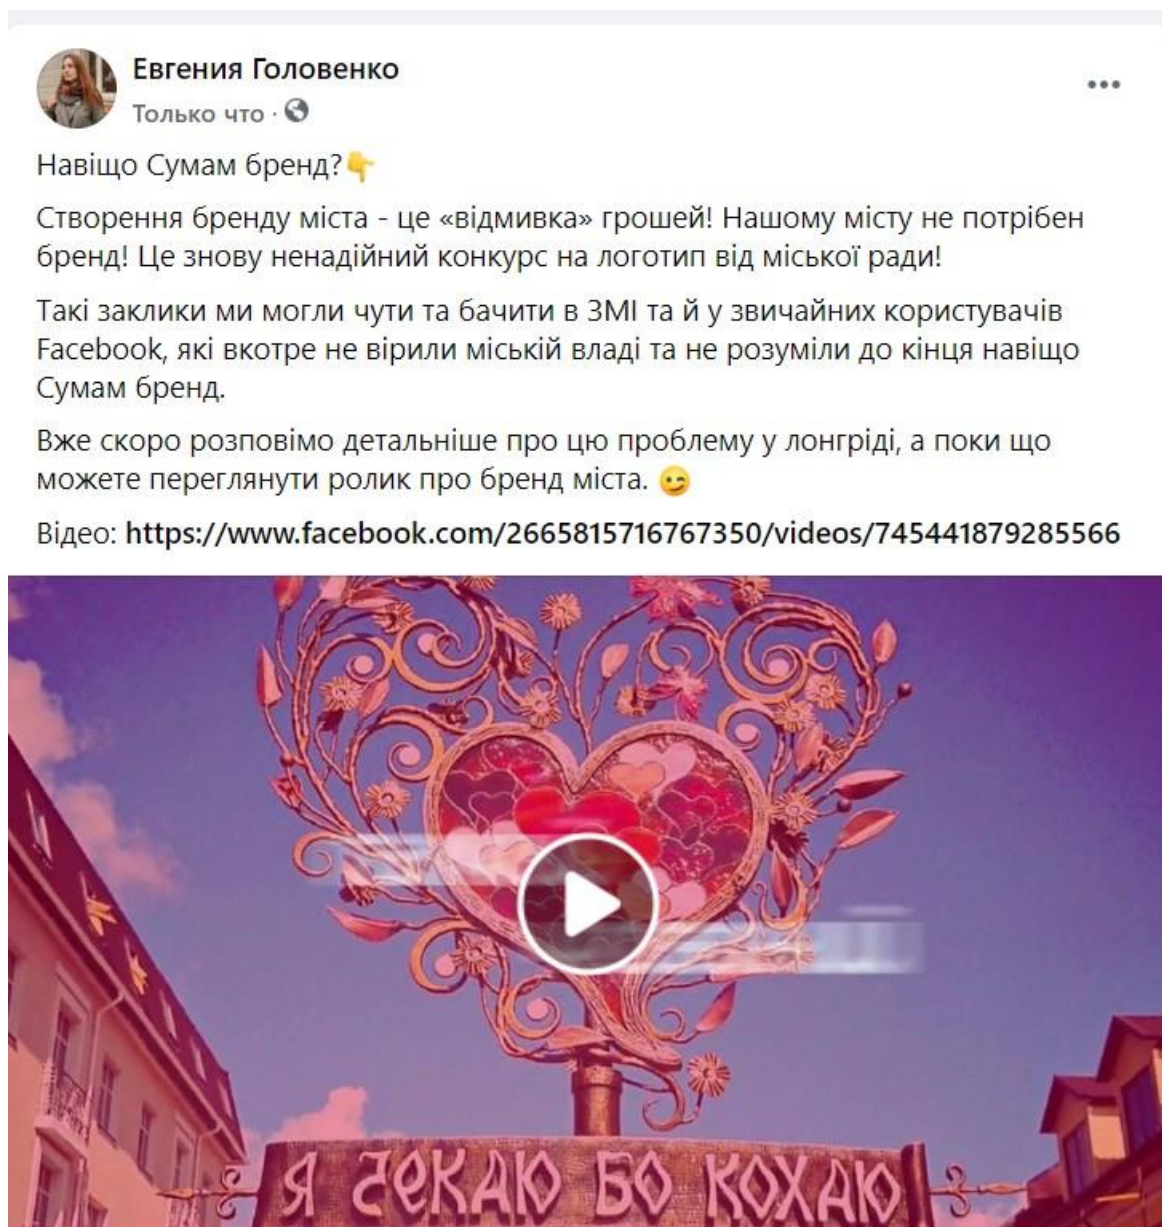 Евгения Головенко
Только что ·
Навіщо Сумам бренд?👇
Створення бренду міста - це «відмивка» грошей! Нашому місту не потрібен
бренд! Це знову ненадійний конкурс на логотип від міської ради!
Такі заклики ми могли чути та бачити в ЗМІ та й у звичайних користувачів
Facebook, які вкотре не вірили міській владі та не розуміли до кінця навіщо
Сумам бренд.
Вже скоро розповімо детальніше про цю проблему у лонгріді, а поки що
можете переглянути ролик про бренд міста. 😉
Відео: https://www.facebook.com/2665815716767350/videos/745441879285566
Я ЧЕКАЮ БО КОХАЮ